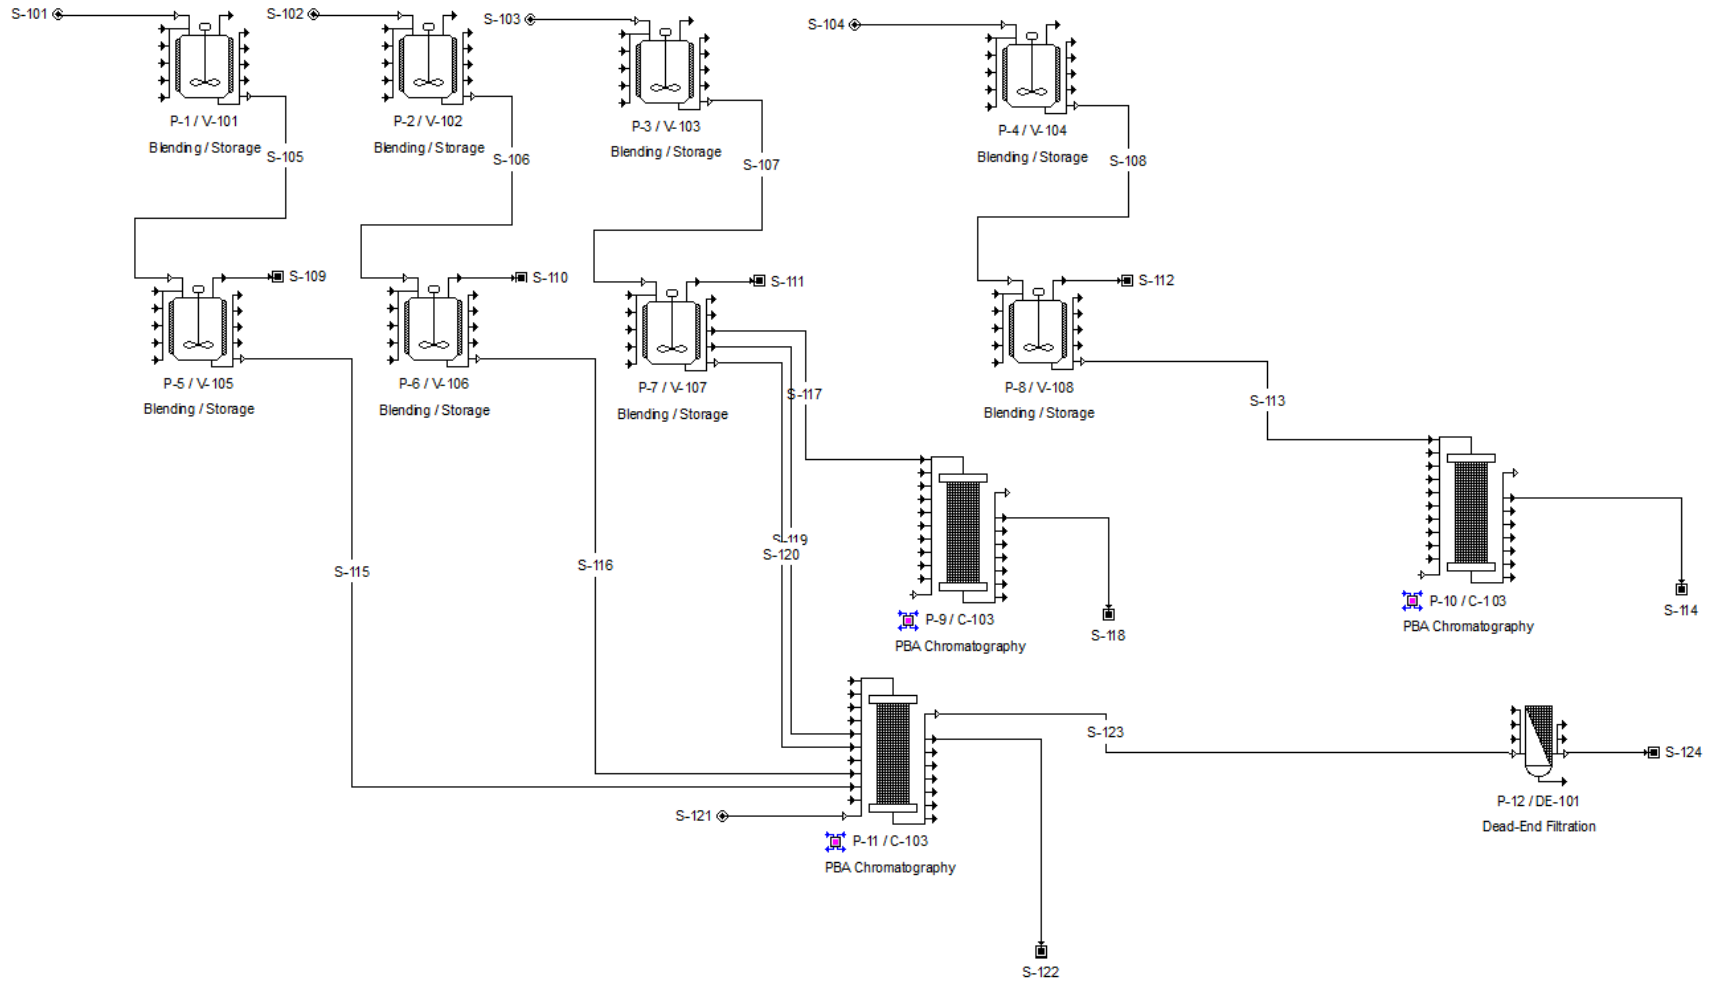 S-101
S-102
S-103
S-104
P-1 / V-101
Blending / Storage
P-2 / V-102
Blending / Storage
P-3 / V-103
Blending / Storage
P-4 / V-104
Blending / Storage
S-105
S-106
S-107
S-108
S-109
S-110
S-111
S-112
P-5 / V-105
Blending / Storage
P-6 / V-106
Blending / Storage
P-7 / V-107
Blending / Storage
P-8 / V-108
Blending / Storage
S-117
S-113
S-119
S-120
S-115
S-116
P-9 / C-103
PBA Chromatography
S-118
P-10 / C-103
PBA Chromatography
S-114
S-123
S-124
P-12 / DE-101
Dead-End Filtration
S-121
P-11 / C-103
PBA Chromatography
S-122